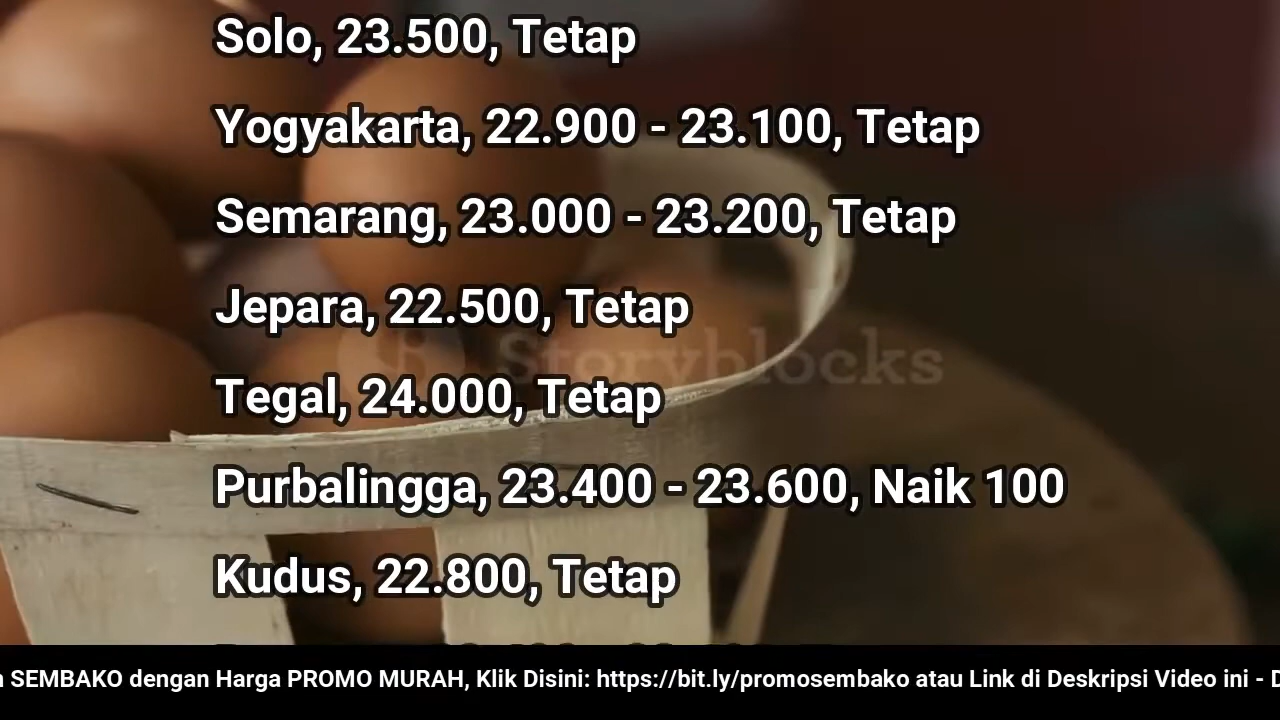 Solo, 23.500, Tetap
Yogyakarta, 22.900 - 23.100, Tetap
Semarang, 23.000 - 23.200, Tetap
Jepara, 22.500, Tetap
Storyblocks
Tegal, 24.000, Tetap
Purbalingga, 23.400 - 23.600, Naik 100
Kudus, 22.800, Tetap
SEMBAKO dengan Harga PROMO MURAH, Klik Disini: https://bit.ly/promosembako atau Link di Deskripsi Video ini -